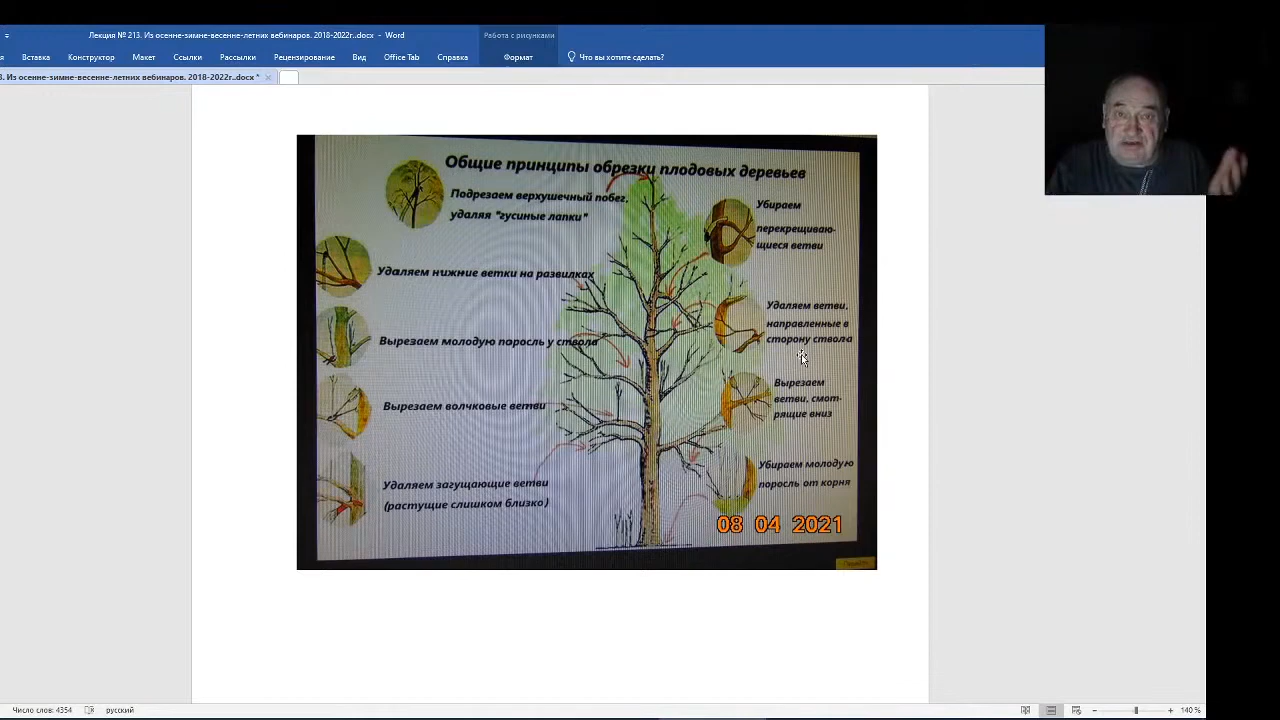 Лекция № 213. Из осенне-зимне-весенне-летних вебинаров. 2018-2022г..docx - Word
Работа с рисунками
я Вставка Конструктор Макет Ссылки Рассылки Рецензирование Вид Office Tab Справка Формат Что вы хотите сделать?
3. Из осенне-зимне-весенне-летних вебинаров. 2018-2022г..docx *
Общие принципы обрезки плодовых деревьев
Подрезаем верхушечный побег,
удаляя "гусиные лапки"
Удаляем нижние ветки на развилках
Вырезаем молодую поросль у ствола
Вырезаем волчковые ветви
Удаляем загущающие ветви
(растущие слишком близко)
Убираем
перекрещиваю-
щиеся ветви
Удаляем ветви,
направленные в
сторону ствола
Вырезаем
ветви, смот-
рящие вниз
Убираем молодую
поросль от корня
08 04 2021
Число слов: 4354 русский
140 %